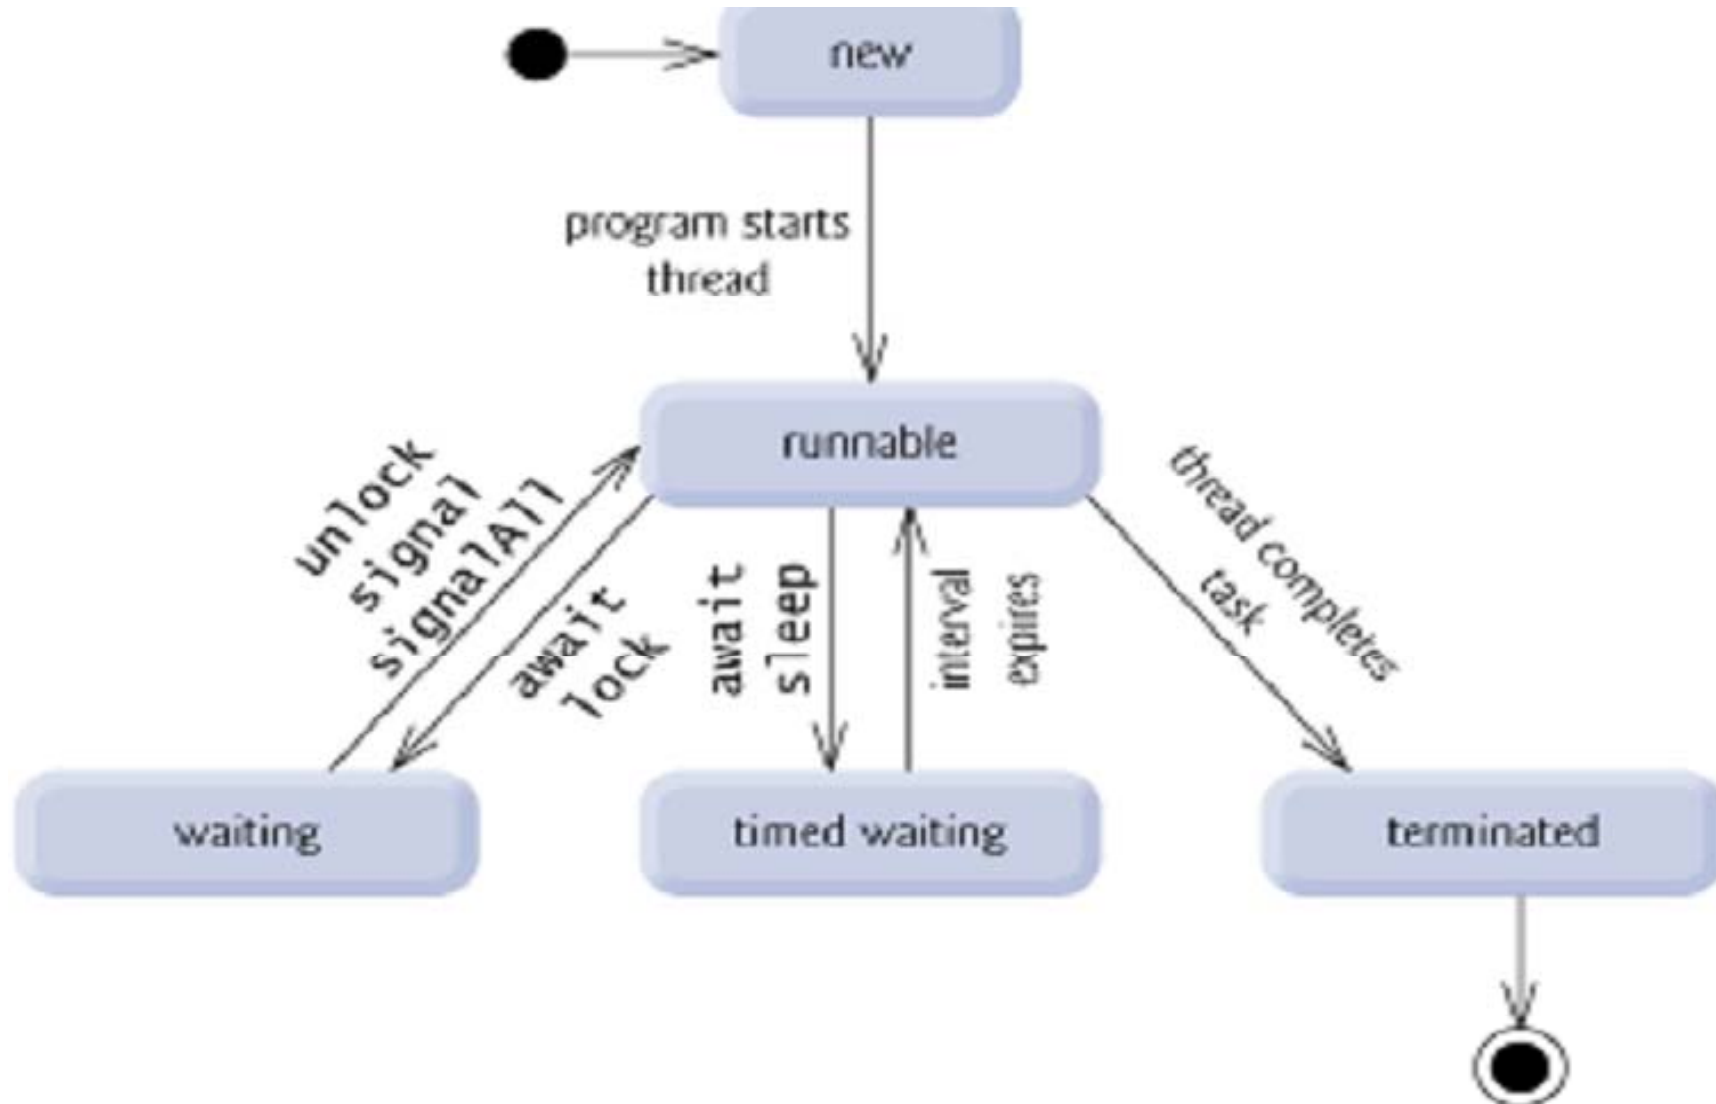 new
program starts
thread
runnable
unlock
signal
signalAll
await
lock
await
sleep
interval
expires
thread completes
task
waiting
timed waiting
terminated